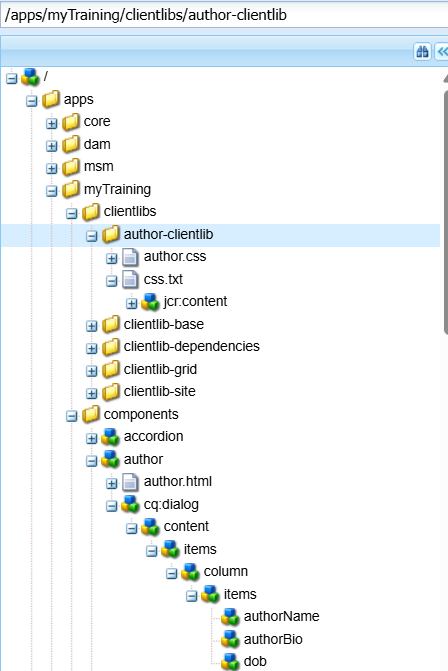 /apps/myTraining/clientlibs/author-clientlib
/
apps
core
dam
msm
myTraining
clientlibs
author-clientlib
author.css
css.txt
jcr:content
clientlib-base
clientlib-dependencies
clientlib-grid
clientlib-site
components
accordion
author
author.html
cq:dialog
content
items
column
items
authorName
authorBio
dob